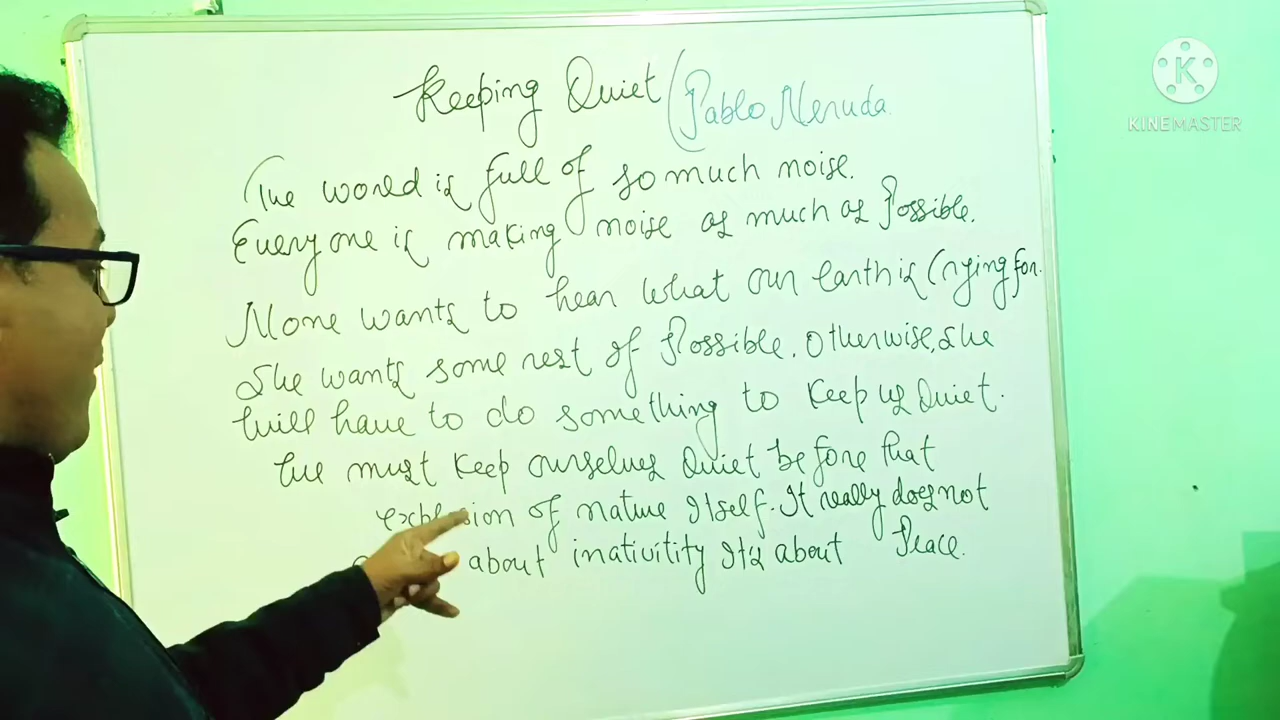 Keeping Quiet (Pablo Neruda
The world is full of so much noise.
Everyone is making noise as much as Possible.
None wants to hear what our Earth is Crying for.
She wants some rest if Possible. Otherwise, She
Will have to do something to keep us Quiet.
We must keep ourselves Quiet before that
explosion of nature Itself. It really does not
about inativitity It's about Peace.
KINEMASTER